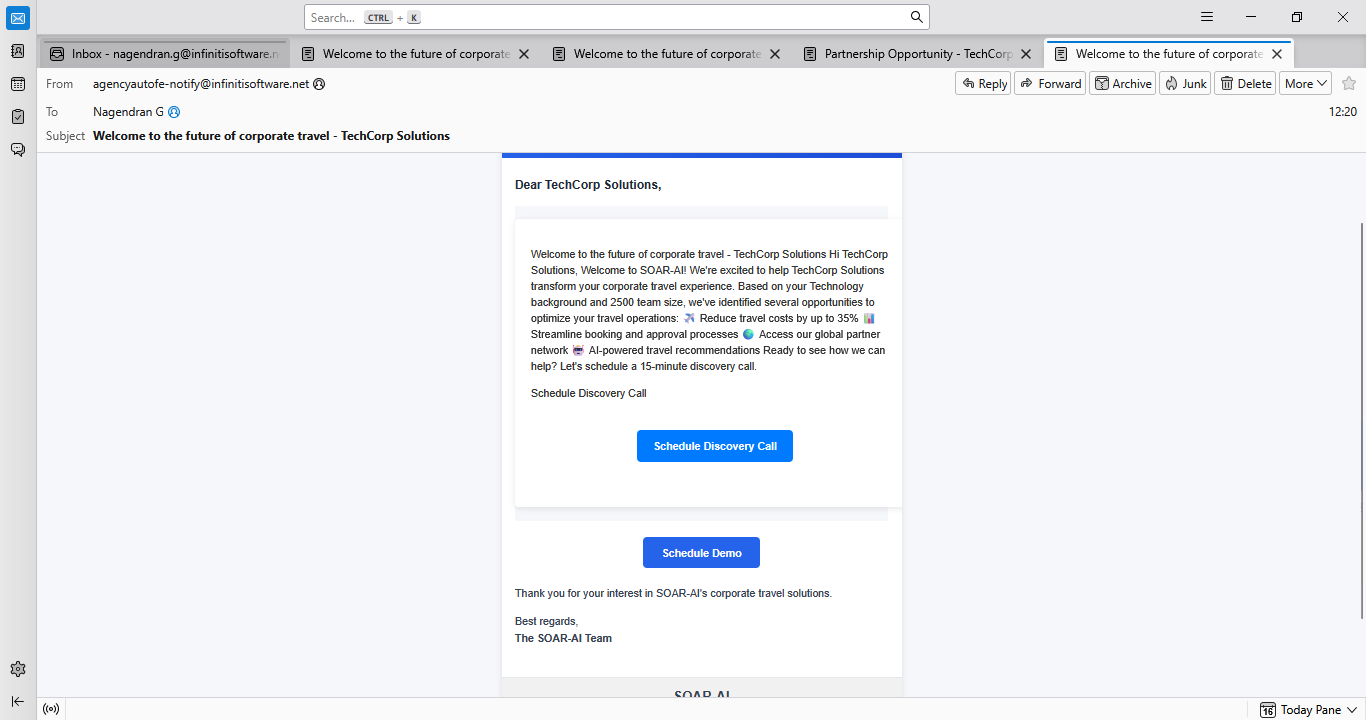 Search... CTRL + K
Inbox - nagendran.g@infinitisoftware.n
Welcome to the future of corporate
Welcome to the future of corporate
Partnership Opportunity - TechCorp
Welcome to the future of corporate
From agencyautofe-notify@infinitisoftware.net
Reply
Forward
Archive
Junk
Delete
More
To Nagendran G
12:20
Subject Welcome to the future of corporate travel - TechCorp Solutions
Dear TechCorp Solutions,
Welcome to the future of corporate travel - TechCorp Solutions Hi TechCorp
Solutions, Welcome to SOAR-AI! We're excited to help TechCorp Solutions
transform your corporate travel experience. Based on your Technology
background and 2500 team size, we've identified several opportunities to
optimize your travel operations: ✈️ Reduce travel costs by up to 35% 📊
Streamline booking and approval processes 🌍 Access our global partner
network 🤖 AI-powered travel recommendations Ready to see how we can
help? Let's schedule a 15-minute discovery call.
Schedule Discovery Call
Schedule Discovery Call
Schedule Demo
Thank you for your interest in SOAR-AI's corporate travel solutions.
Best regards,
The SOAR-AI Team
SOAR-AI
16 Today Pane